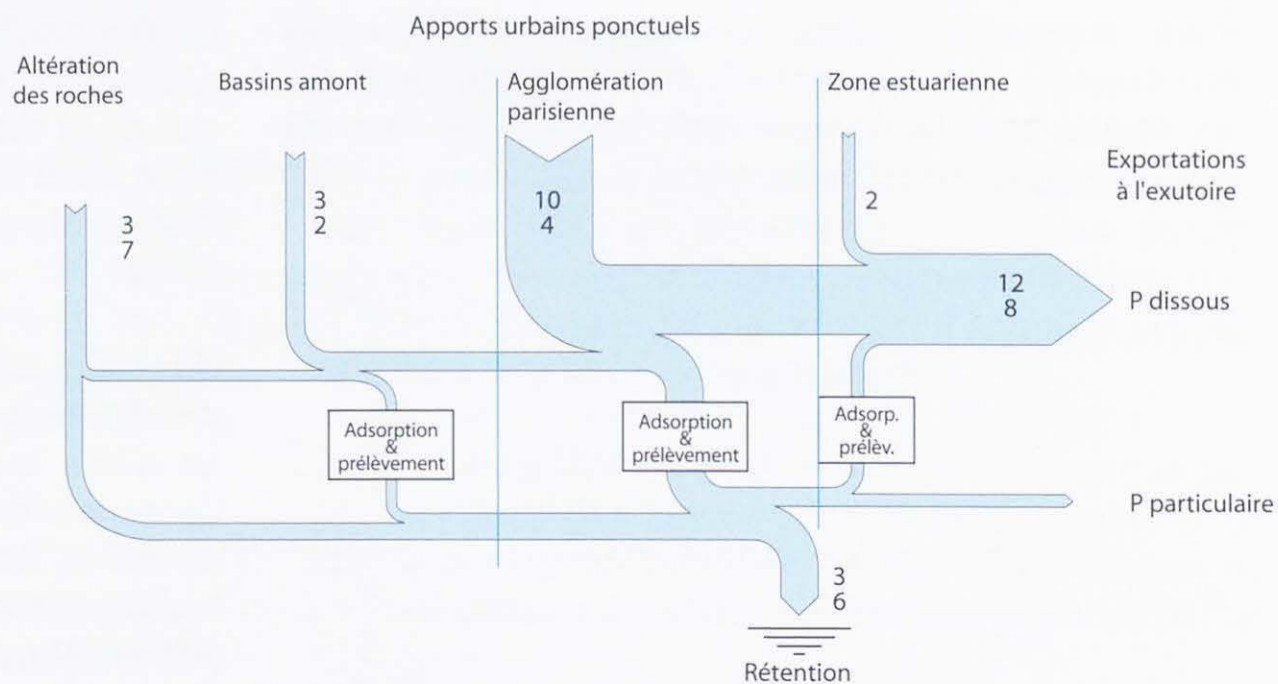 Apports urbains ponctuels
Altération
des roches
Bassins amont
Agglomération
parisienne
Zone estuarienne
Exportations
à l'exutoire
3
7
3
2
10
4
2
12
8
P dissous
Adsorption
&
prélèvement
Adsorption
&
prélèvement
Adsorp.
&
prélèv.
P particulaire
3
6
Rétention